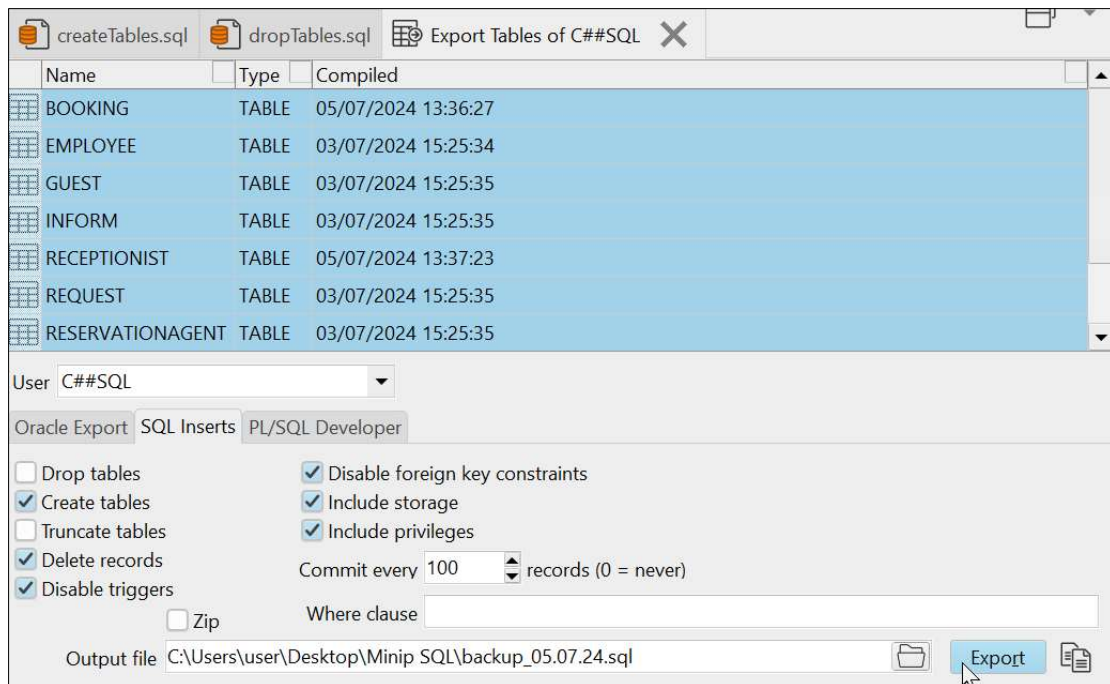 createTables.sql dropTables.sql Export Tables of C##SQL
Name Type Compiled
BOOKING TABLE 05/07/2024 13:36:27
EMPLOYEE TABLE 03/07/2024 15:25:34
GUEST TABLE 03/07/2024 15:25:35
INFORM TABLE 03/07/2024 15:25:35
RECEPTIONIST TABLE 05/07/2024 13:37:23
REQUEST TABLE 03/07/2024 15:25:35
RESERVATIONAGENT TABLE 03/07/2024 15:25:35
User C##SQL
Oracle Export SQL Inserts PL/SQL Developer
Drop tables Disable foreign key constraints
Create tables Include storage
Truncate tables Include privileges
Delete records Commit every 100 records (0 = never)
Disable triggers
Zip Where clause
Output file C:\Users\user\Desktop\Minip SQL\backup_05.07.24.sql Export